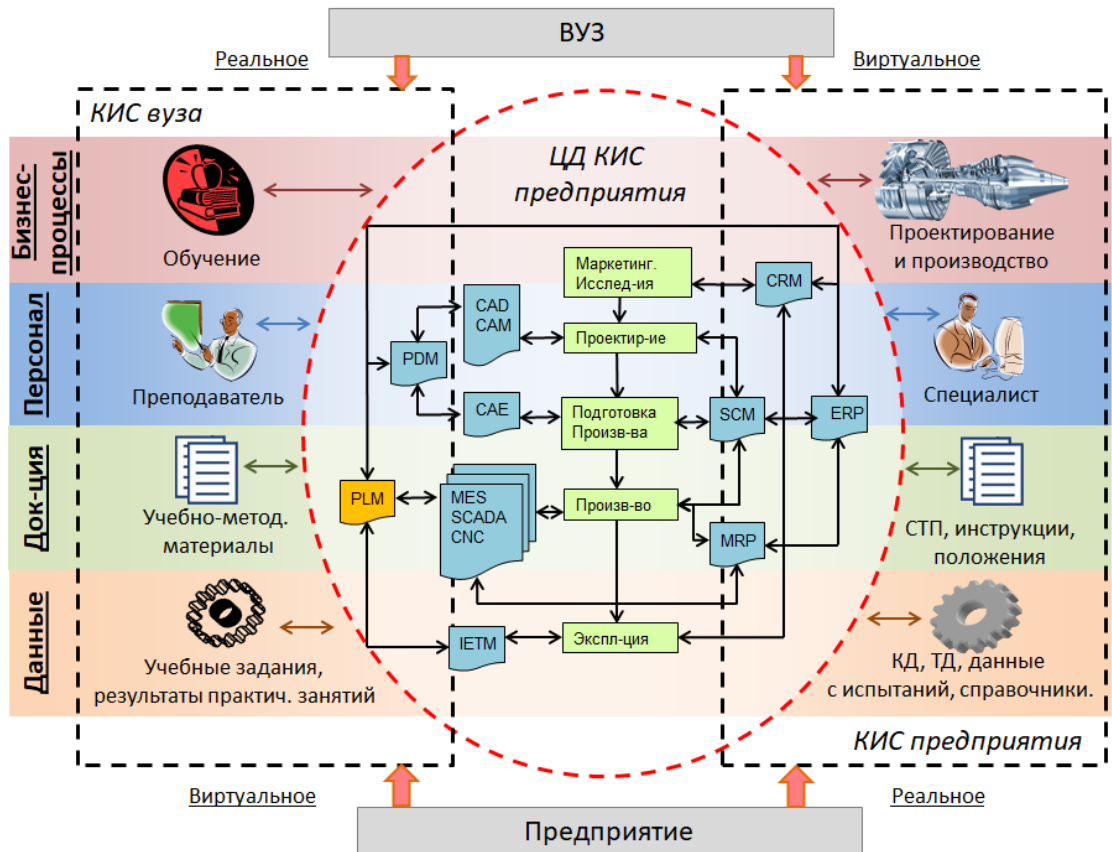 ВУЗ
Реальное
Виртуальное
КИС вуза
ЦД КИС
предприятия
Бизнес-
процессы
Обучение
Проектирование
и производство
Маркетинг.
Исслед-ия
CRM
Персонал
CAD
CAM
Проектир-ие
PDM
Преподаватель
Специалист
CAE
Подготовка
Произв-ва
SCM
ERP
Док-ция
PLM
MES
SCADA
CNC
Произв-во
MRP
Учебно-метод.
материалы
СТП, инструкции,
положения
Данные
IETM
Экспл-ция
Учебные задания,
результаты практич. занятий
КД, ТД, данные
с испытаний, справочники.
КИС предприятия
Виртуальное
Реальное
Предприятие